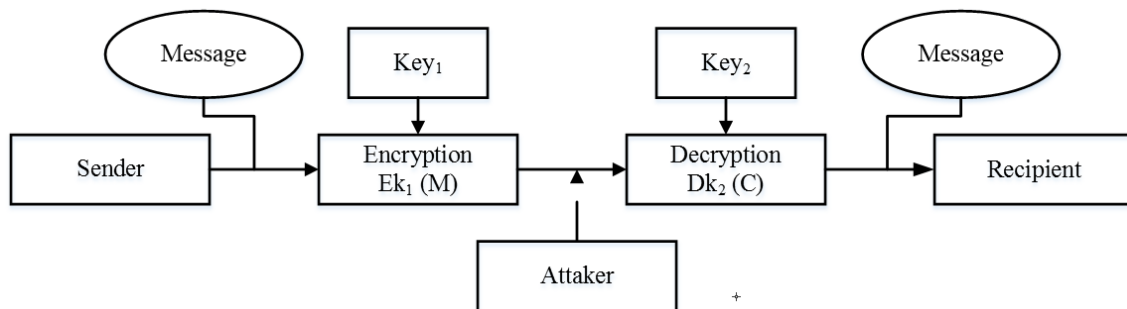 Message
Key₁
Key₂
Message
Sender
Encryption
Ek₁ (M)
Decryption
Dk₂ (C)
Recipient
Attaker